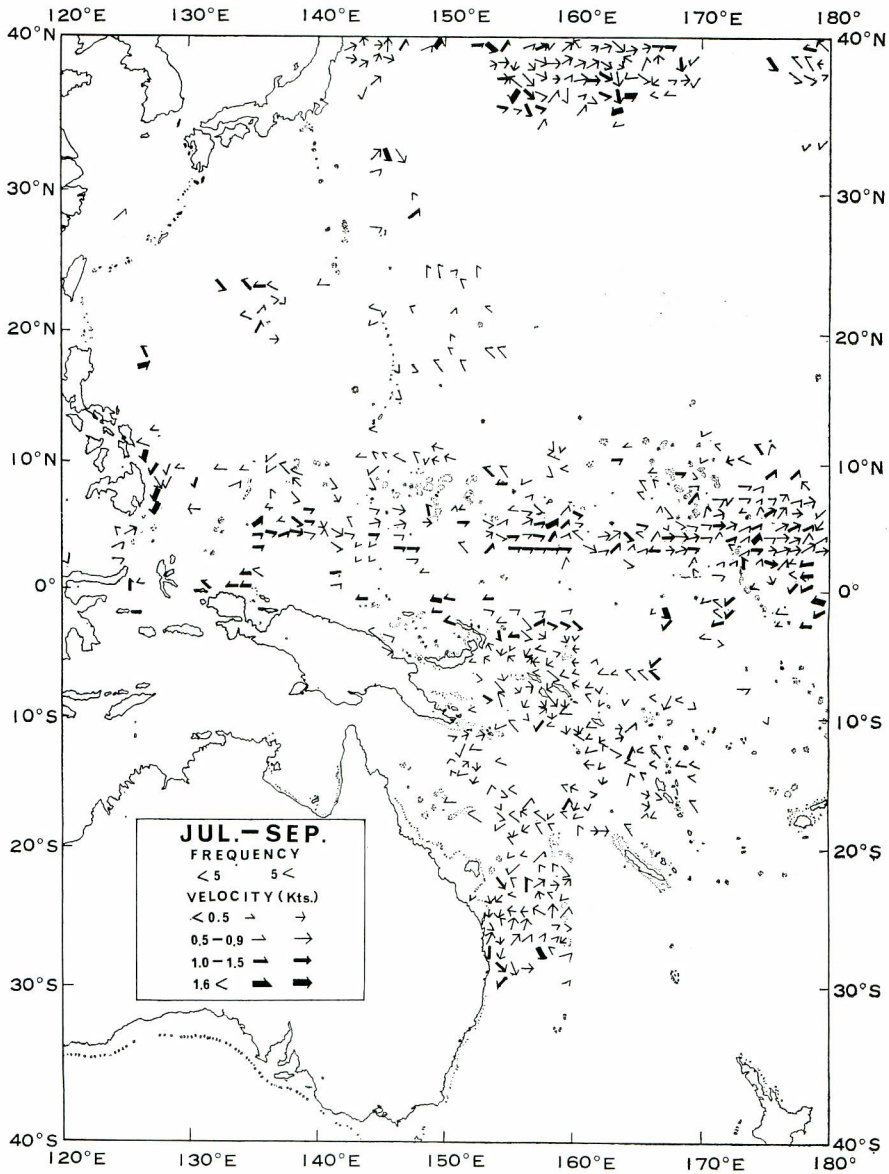 120°E 130°E 140°E 150°E 160°E 170°E 180°
40°N 40°N
30°N 30°N
20°N 20°N
10°N 10°N
0° 0°
10°S 10°S
JUL.—SEP.
FREQUENCY
<5 5<
VELOCITY (Kts.)
<0.5
0.5—0.9
1.0—1.5
1.6<
20°S 20°S
30°S 30°S
40°S 40°S
120°E 130°E 140°E 150°E 160°E 170°E 180°